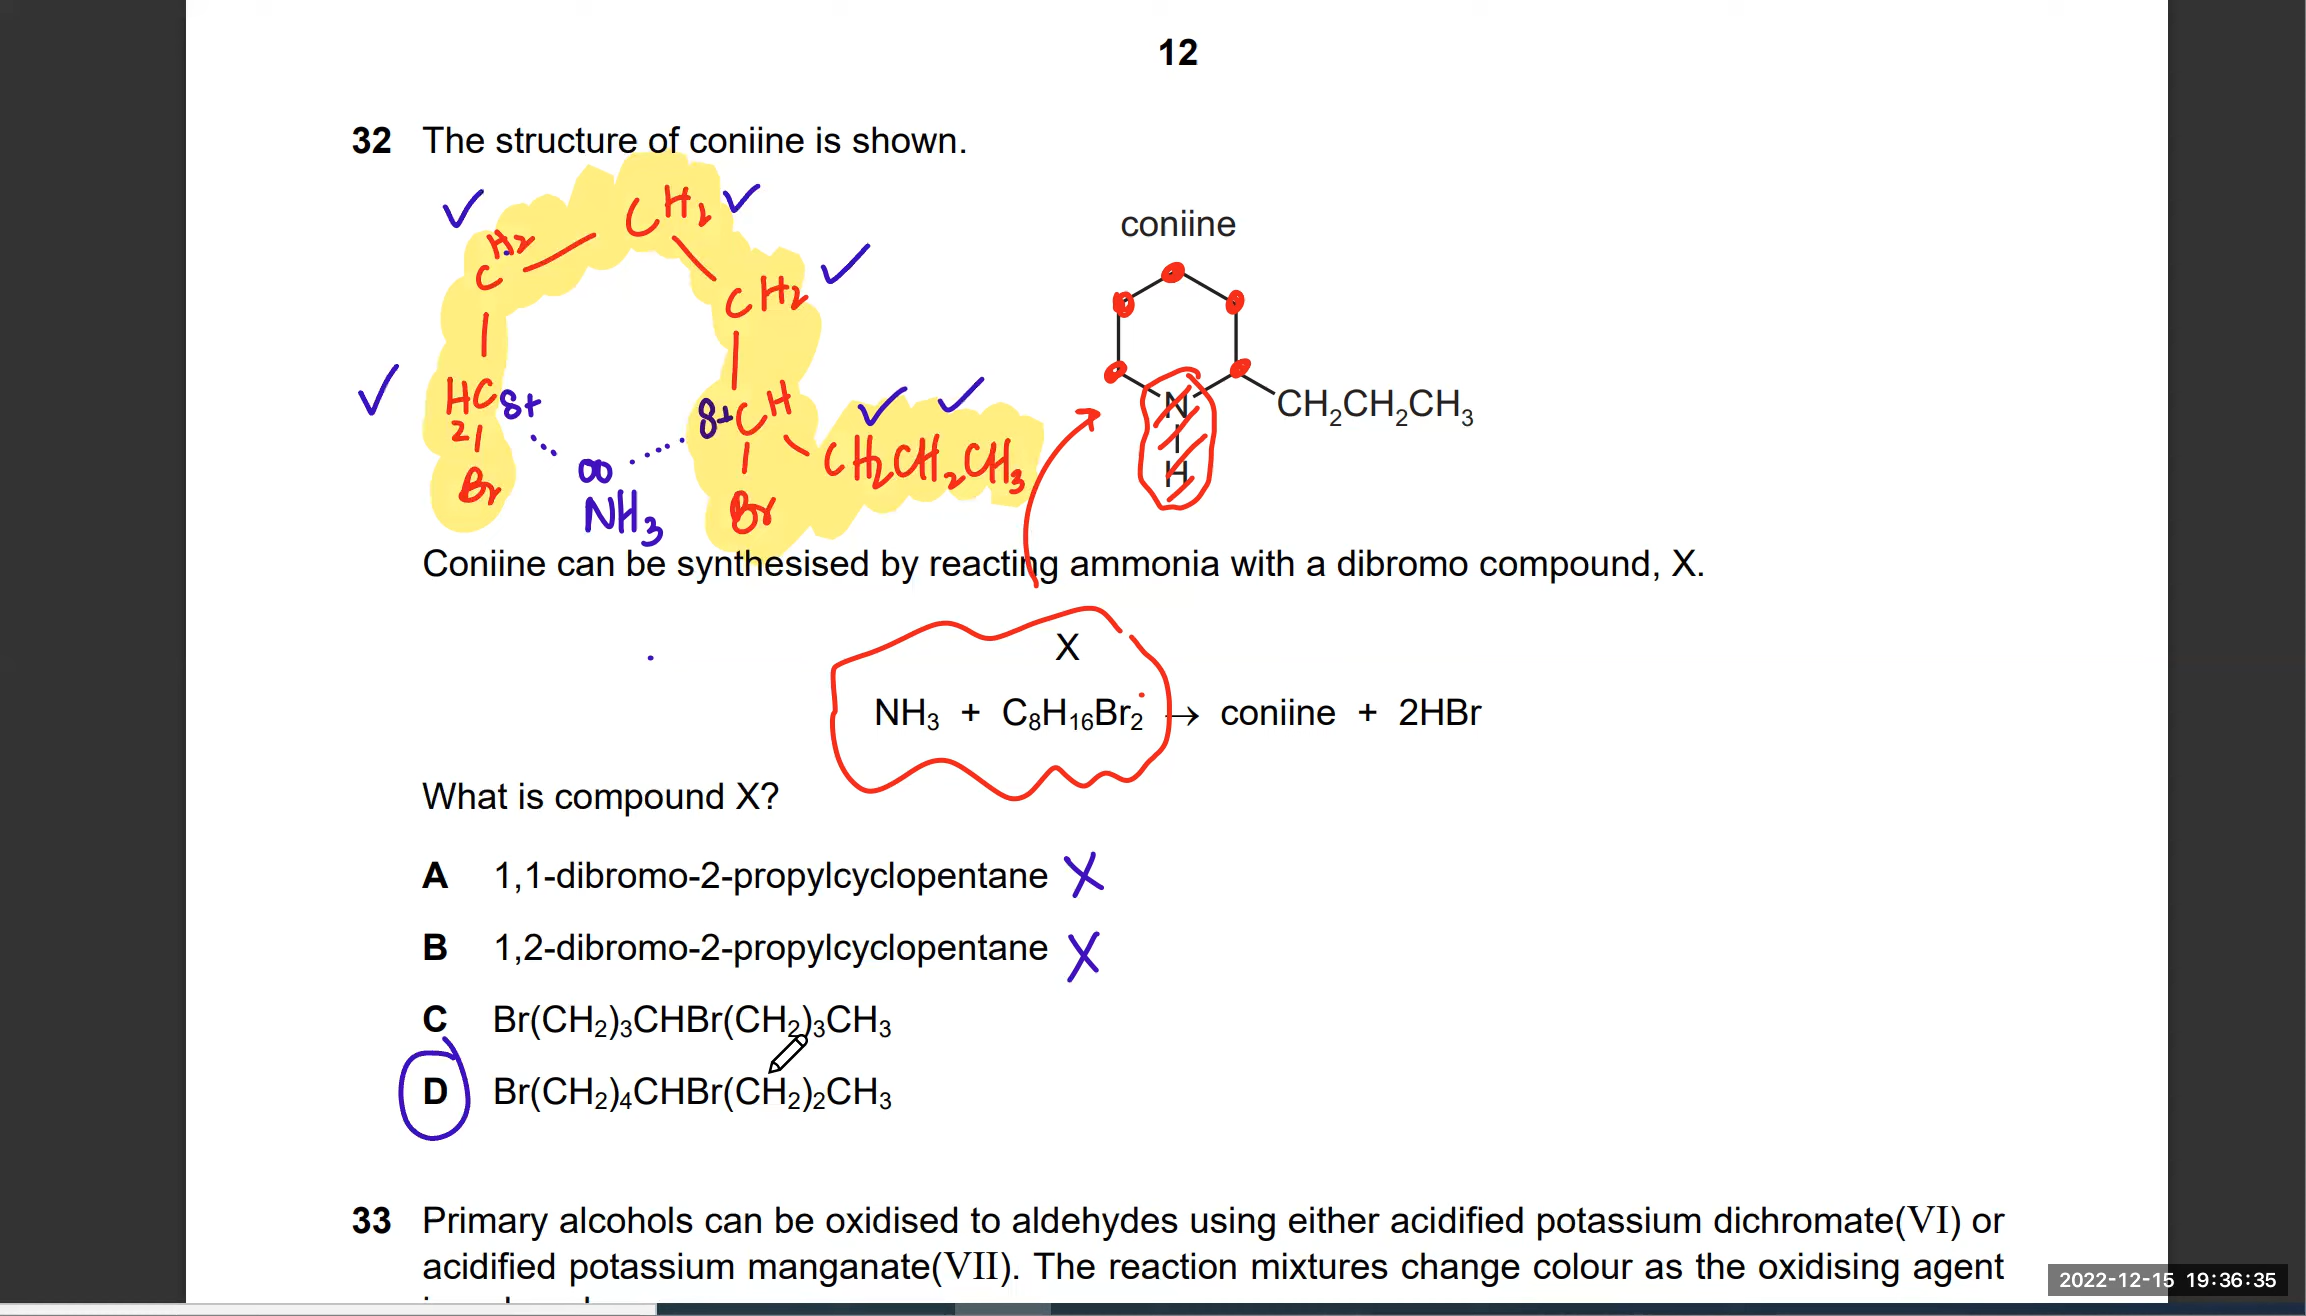 12
32 The structure of coniine is shown.
CH2
H2
C
CH2
HC δ+
2
Br
NH3
δ+ CH
CH2CH2CH3
Br
coniine
N
H
CH2CH2CH3
Coniine can be synthesised by reacting ammonia with a dibromo compound, X.
X
NH3 + C8H16Br2 → coniine + 2HBr
What is compound X?
A 1,1-dibromo-2-propylcyclopentane X
B 1,2-dibromo-2-propylcyclopentane X
C Br(CH2)3CHBr(CH2)3CH3
D Br(CH2)4CHBr(CH2)2CH3
33 Primary alcohols can be oxidised to aldehydes using either acidified potassium dichromate(VI) or
acidified potassium manganate(VII). The reaction mixtures change colour as the oxidising agent
2022-12-15 19:36:35